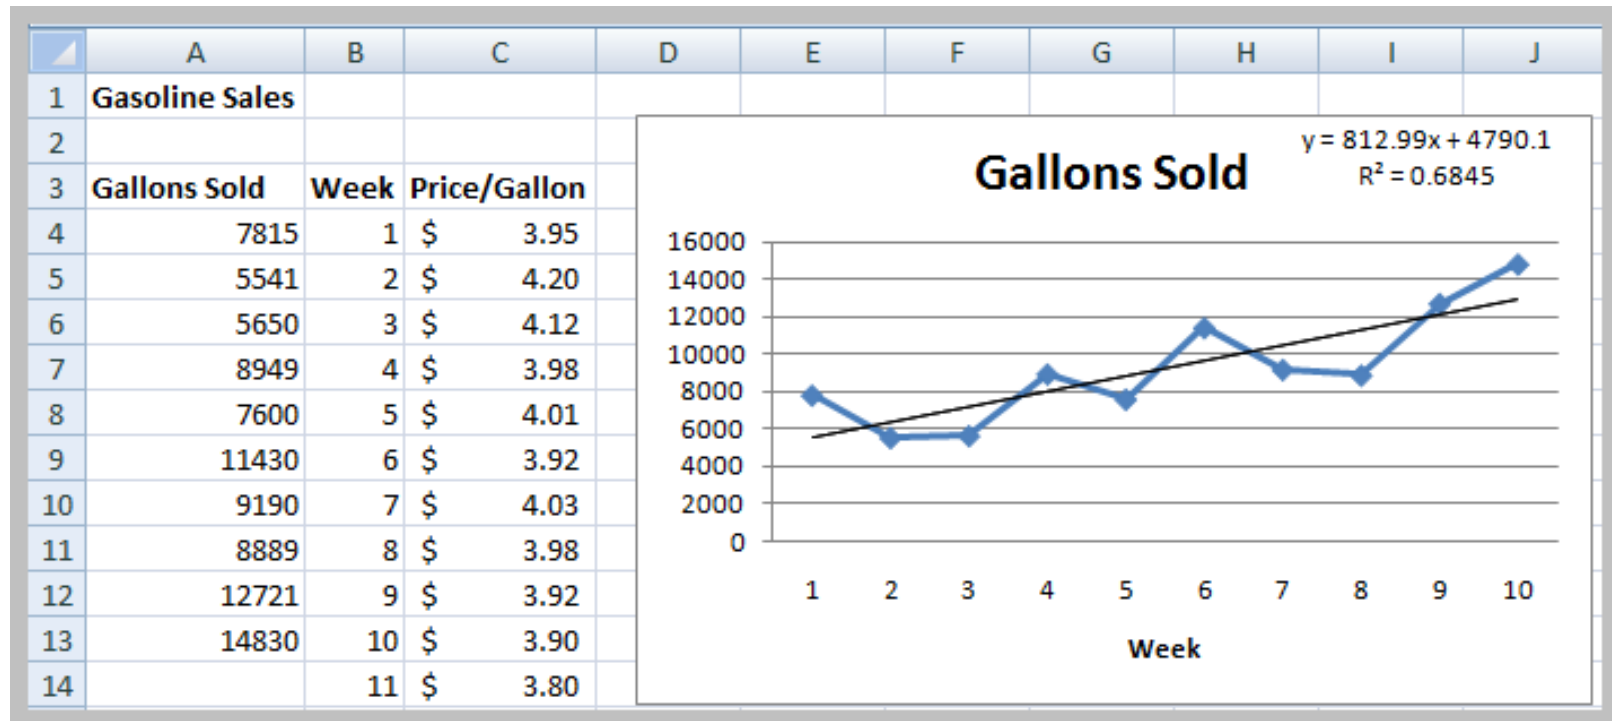 A B C D E F G H I J
1 Gasoline Sales
2
3 Gallons Sold Week Price/Gallon
4 7815 1 $ 3.95
5 5541 2 $ 4.20
6 5650 3 $ 4.12
7 8949 4 $ 3.98
8 7600 5 $ 4.01
9 11430 6 $ 3.92
10 9190 7 $ 4.03
11 8889 8 $ 3.98
12 12721 9 $ 3.92
13 14830 10 $ 3.90
14 11 $ 3.80
Gallons Sold
y = 812.99x + 4790.1
R² = 0.6845
16000
14000
12000
10000
8000
6000
4000
2000
0
1 2 3 4 5 6 7 8 9 10
Week